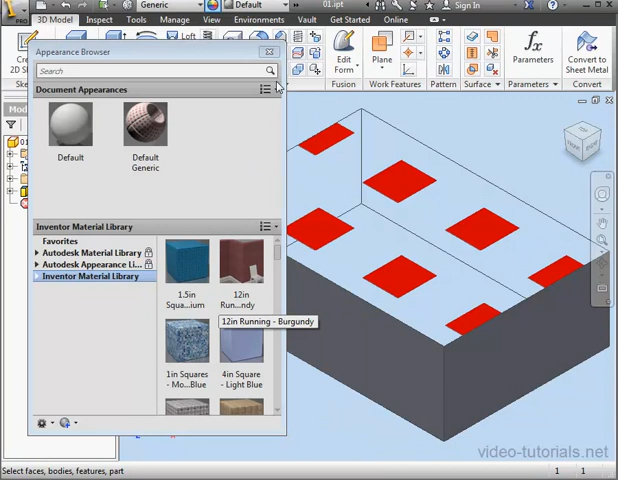 Generic
Default
01.ipt
Sign In
3D Model
Inspect
Tools
Manage
View
Environments
Vault
Get Started
Online
Loft
Edit
Form
Plane
Parameters
Convert to
Sheet Metal
Fusion
Work Features
Pattern
Surface
Appearance Browser
Search
Document Appearances
Default
Default
Generic
Inventor Material Library
Favorites
Autodesk Material Library
Autodesk Appearance Li...
Inventor Material Library
1.5in
Squa...ium
12in
Run...ndy
12in Running - Burgundy
1in Squares
- Mo...Blue
4in Square
- Light Blue
FRONT
RIGHT
video-tutorials.net
Select faces, bodies, features, part
1
1